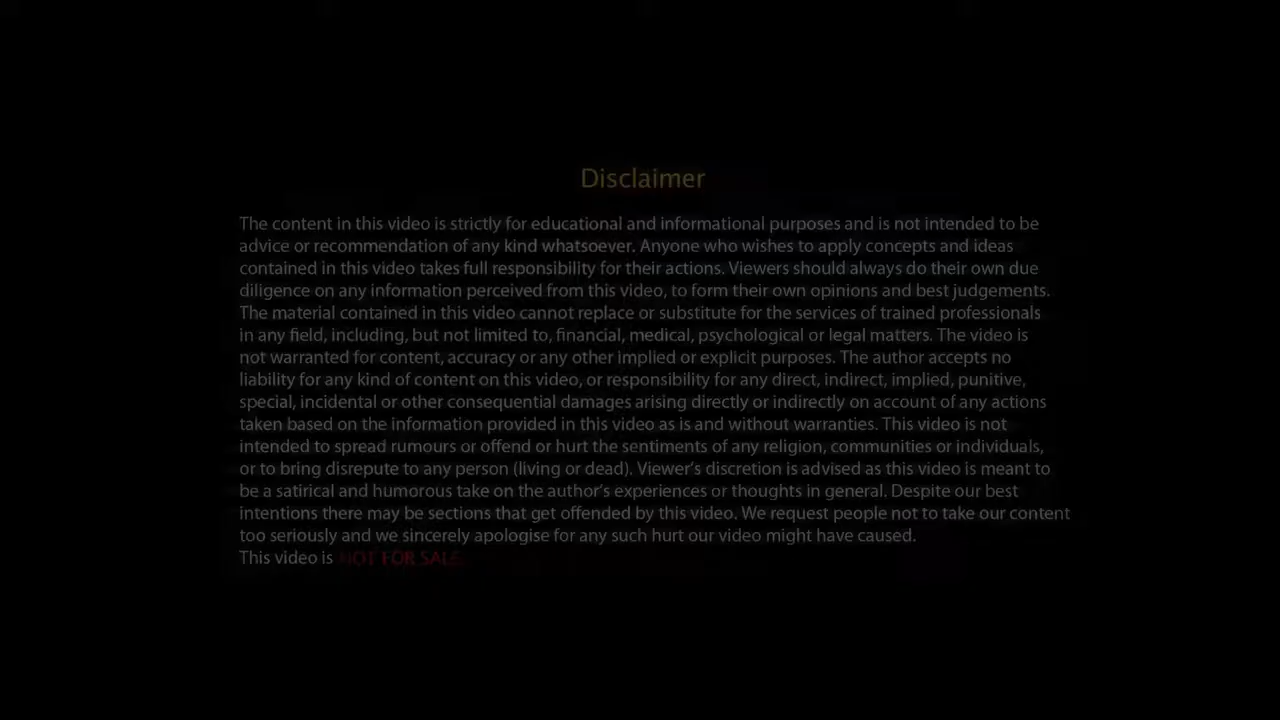 Disclaimer
The content in this video is strictly for educational and informational purposes and is not intended to be
advice or recommendation of any kind whatsoever. Anyone who wishes to apply concepts and ideas
contained in this video takes full responsibility for their actions. Viewers should always do their own due
diligence on any information perceived from this video, to form their own opinions and best judgements.
The material contained in this video cannot replace or substitute for the services of trained professionals
in any field, including, but not limited to, financial, medical, psychological or legal matters. The video is
not warranted for content, accuracy or any other implied or explicit purposes. The author accepts no
liability for any kind of content on this video, or responsibility for any direct, indirect, implied, punitive,
special, incidental or other consequential damages arising directly or indirectly on account of any actions
taken based on the information provided in this video as is and without warranties. This video is not
intended to spread rumours or offend or hurt the sentiments of any religion, communities or individuals,
or to bring disrepute to any person (living or dead). Viewer's discretion is advised as this video is meant to
be a satirical and humorous take on the author's experiences or thoughts in general. Despite our best
intentions there may be sections that get offended by this video. We request people not to take our content
too seriously and we sincerely apologise for any such hurt our video might have caused.
This video is NOT FOR SALE